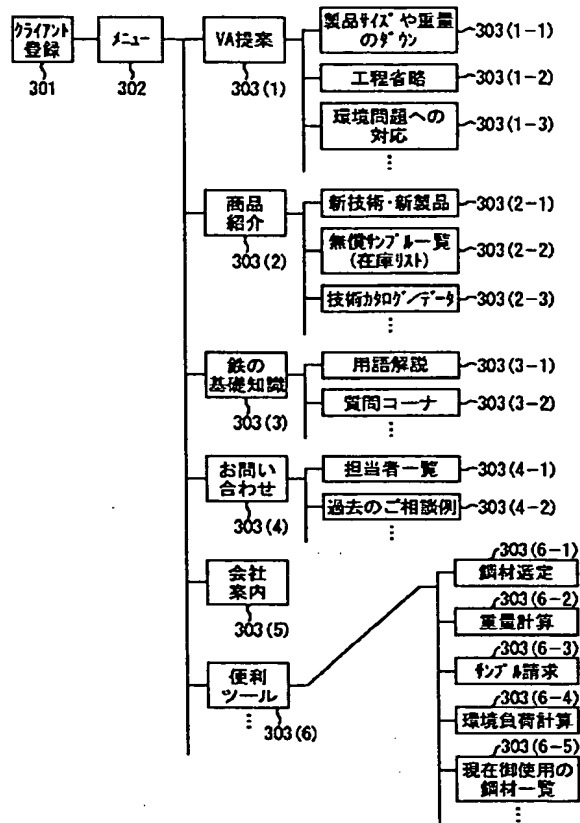 クライアント
登録
301
メニュー
302
VA提案
303(1)
製品サイズや重量
のダウン
303(1-1)
工程省略
303(1-2)
環境問題への
対応
303(1-3)
⋮
商品
紹介
303(2)
新技術・新製品
303(2-1)
無償サンプル一覧
(在庫リスト)
303(2-2)
技術カタログ/データ
303(2-3)
⋮
鉄の
基礎知識
303(3)
用語解説
303(3-1)
質問コーナ
303(3-2)
⋮
お問い
合わせ
303(4)
担当者一覧
303(4-1)
過去のご相談例
303(4-2)
⋮
会社
案内
303(5)
便利
ツール
⋮
303(6)
303(6-1)
鋼材選定
303(6-2)
重量計算
303(6-3)
サンプル請求
303(6-4)
環境負荷計算
303(6-5)
現在御使用の
鋼材一覧
⋮